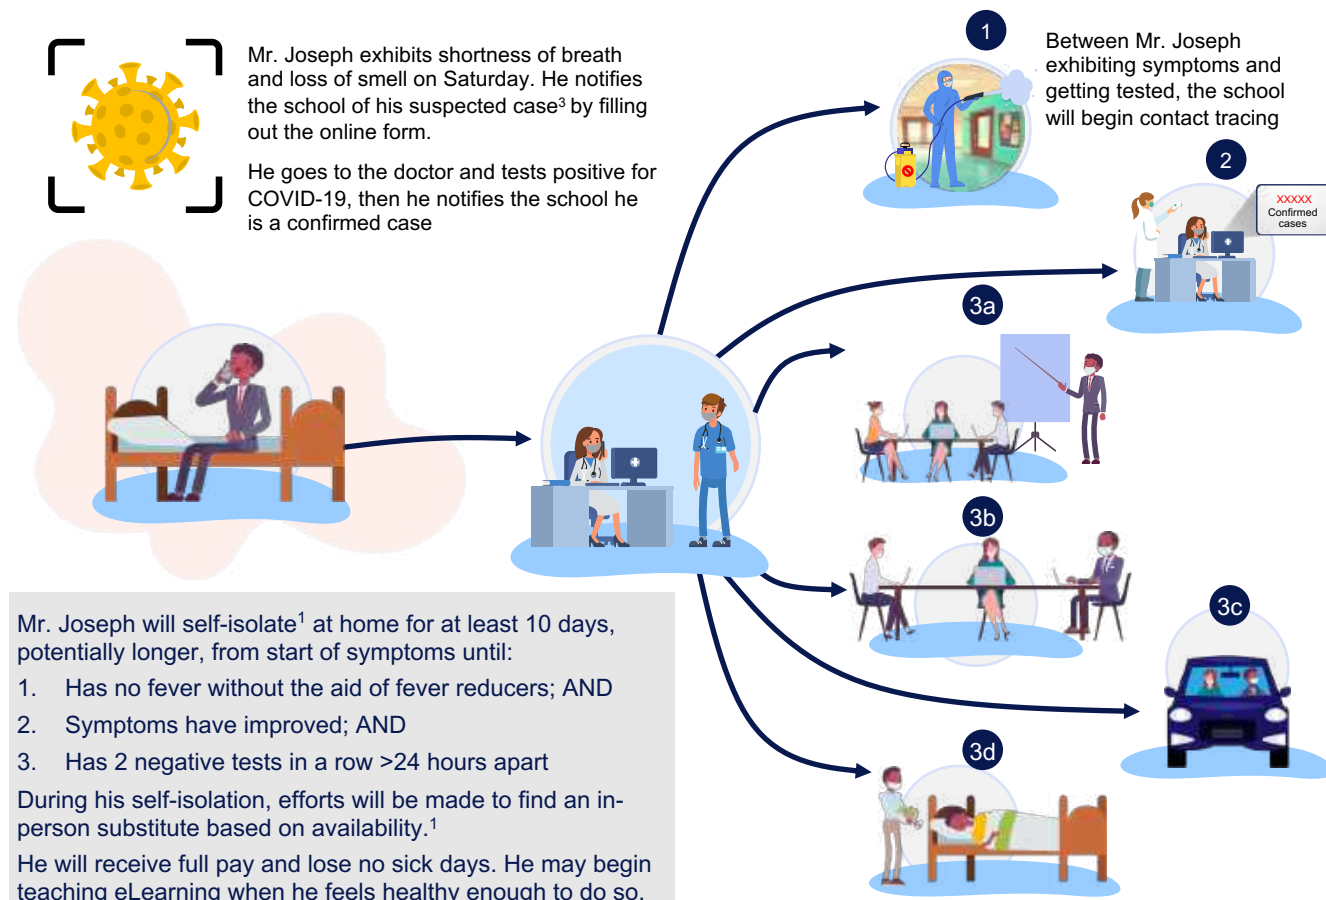 Mr. Joseph exhibits shortness of breath
and loss of smell on Saturday. He notifies
the school of his suspected case³ by filling
out the online form.
He goes to the doctor and tests positive for
COVID-19, then he notifies the school he
is a confirmed case
1
Between Mr. Joseph
exhibiting symptoms and
getting tested, the school
will begin contact tracing
2
XXXXX
Confirmed
cases
3a
3b
3c
3d
Mr. Joseph will self-isolate¹ at home for at least 10 days,
potentially longer, from start of symptoms until:
1. Has no fever without the aid of fever reducers; AND
2. Symptoms have improved; AND
3. Has 2 negative tests in a row >24 hours apart
During his self-isolation, efforts will be made to find an in-
person substitute based on availability.¹
He will receive full pay and lose no sick days. He may begin
teaching eLearning when he feels healthy enough to do so.